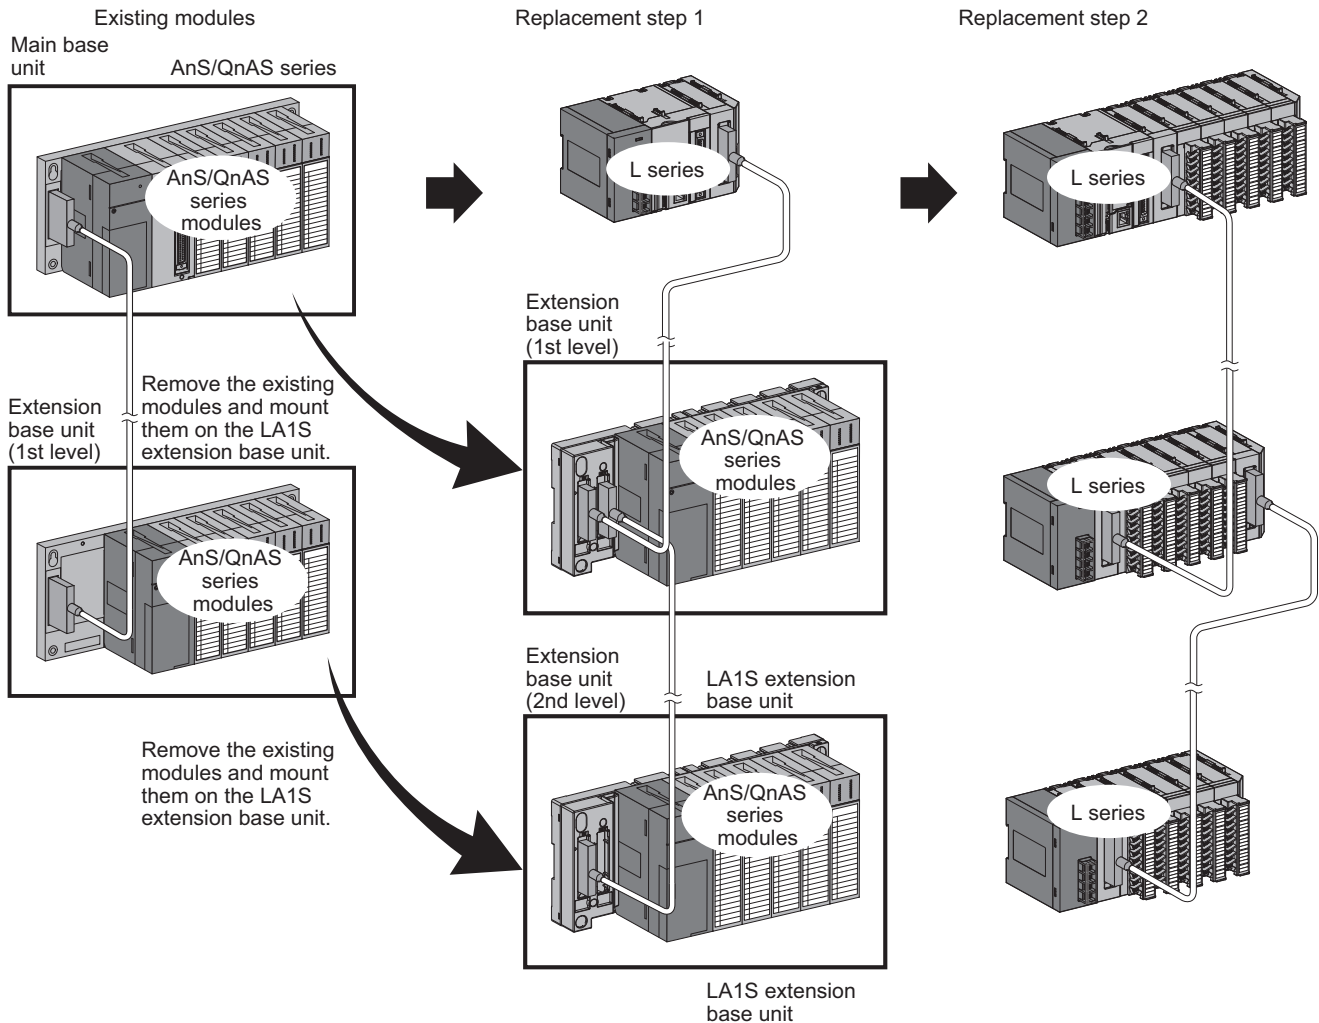 Existing modules
Replacement step 1
Replacement step 2
Main base
unit
AnS/QnAS series
AnS/QnAS
series
modules
L series
L series
Extension
base unit
(1st level)
Remove the existing
modules and mount
them on the LA1S
extension base unit.
Extension
base unit
(1st level)
AnS/QnAS
series
modules
L series
AnS/QnAS
series
modules
Extension
base unit
(2nd level)
LA1S extension
base unit
Remove the existing
modules and mount
them on the LA1S
extension base unit.
AnS/QnAS
series
modules
L series
LA1S extension
base unit